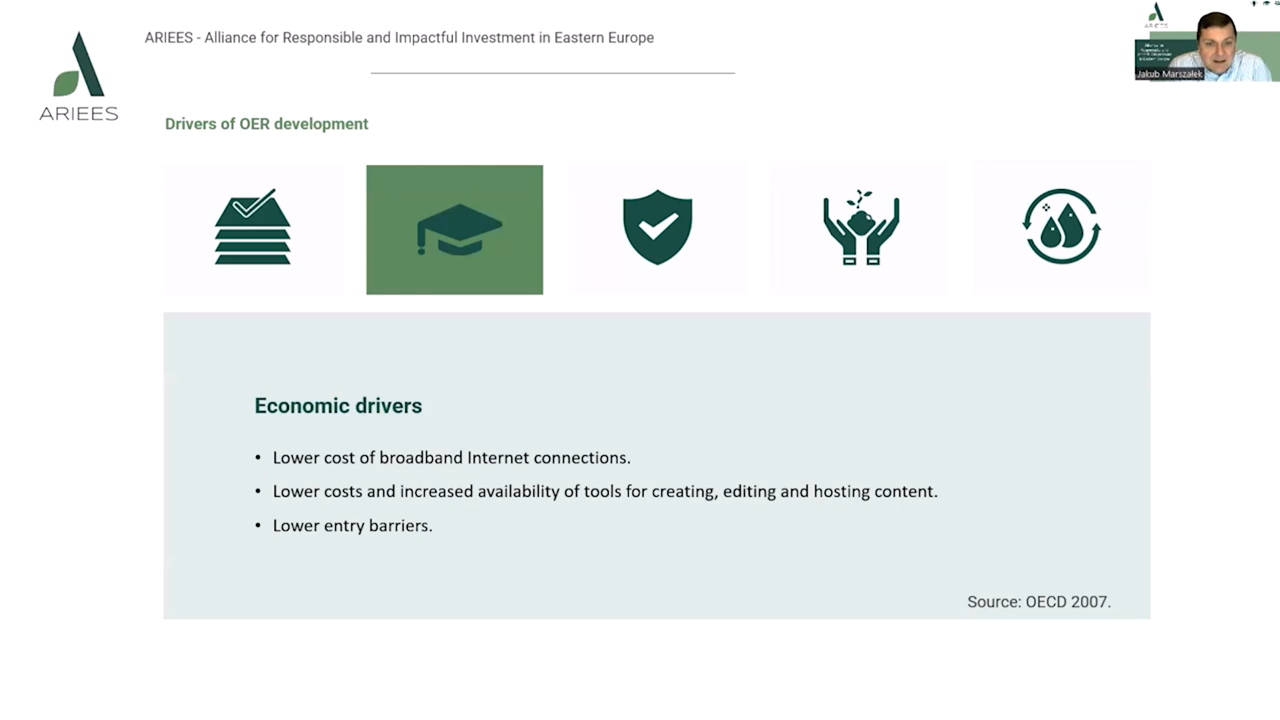 ARIEES - Alliance for Responsible and Impactful Investment in Eastern Europe
ARIEES
Jakub Marszałek
Drivers of OER development
Economic drivers
• Lower cost of broadband Internet connections.
• Lower costs and increased availability of tools for creating, editing and hosting content.
• Lower entry barriers.
Source: OECD 2007.